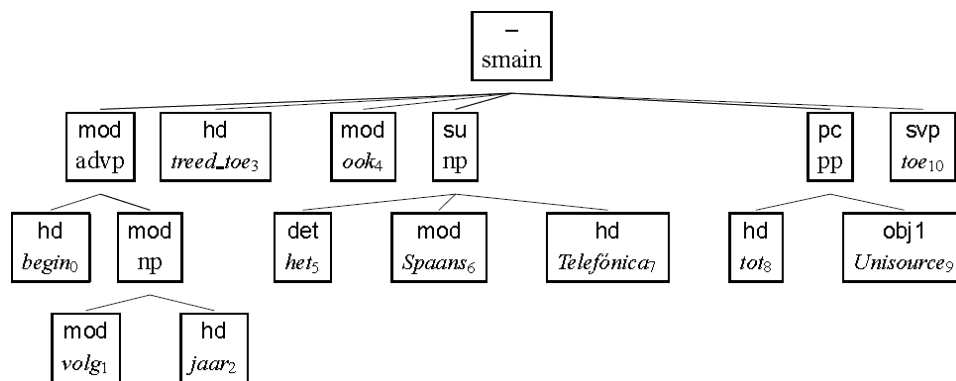 –
smain
mod hd mod su pc svp
advp treed_toe3 ook4 np pp toe10
hd mod det mod hd hd obj1
begin0 np het5 Spaans6 Telefónica7 tot8 Unisource9
mod hd
volg1 jaar2